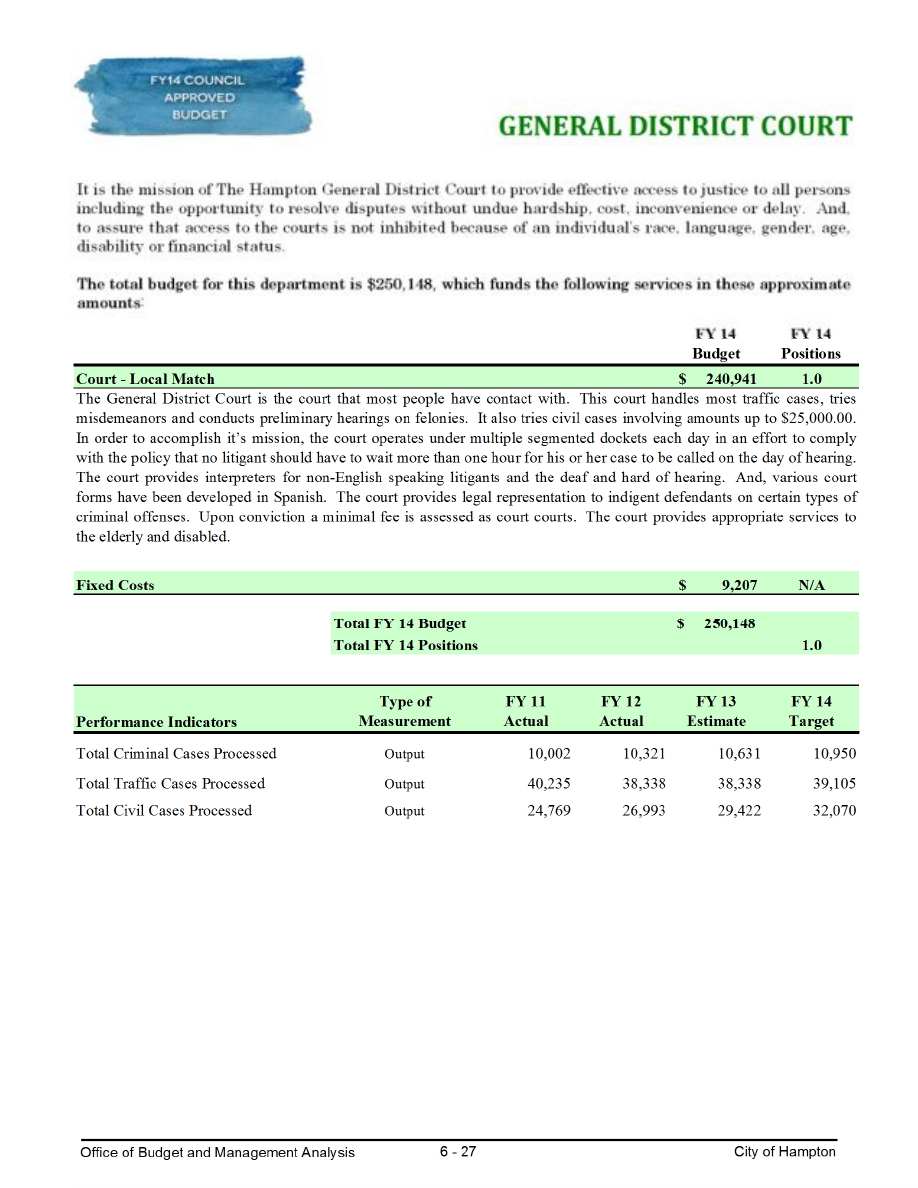 FY14 COUNCIL
APPROVED
BUDGET
GENERAL DISTRICT COURT
It is the mission of The Hampton General District Court to provide effective access to justice to all persons
including the opportunity to resolve disputes without undue hardship, cost, inconvenience or delay. And,
to assure that access to the courts is not inhibited because of an individual's race, language, gender, age,
disability or financial status.
The total budget for this department is $250,148, which funds the following services in these approximate
amounts:
FY 14 FY 14
Budget Positions
Court - Local Match $ 240,941 1.0
The General District Court is the court that most people have contact with. This court handles most traffic cases, tries
misdemeanors and conducts preliminary hearings on felonies. It also tries civil cases involving amounts up to $25,000.00.
In order to accomplish it’s mission, the court operates under multiple segmented dockets each day in an effort to comply
with the policy that no litigant should have to wait more than one hour for his or her case to be called on the day of hearing.
The court provides interpreters for non-English speaking litigants and the deaf and hard of hearing. And, various court
forms have been developed in Spanish. The court provides legal representation to indigent defendants on certain types of
criminal offenses. Upon conviction a minimal fee is assessed as court courts. The court provides appropriate services to
the elderly and disabled.
Fixed Costs $ 9,207 N/A
Total FY 14 Budget $ 250,148
Total FY 14 Positions 1.0
Type of FY 11 FY 12 FY 13 FY 14
Performance Indicators Measurement Actual Actual Estimate Target
Total Criminal Cases Processed Output 10,002 10,321 10,631 10,950
Total Traffic Cases Processed Output 40,235 38,338 38,338 39,105
Total Civil Cases Processed Output 24,769 26,993 29,422 32,070
Office of Budget and Management Analysis 6 - 27 City of Hampton